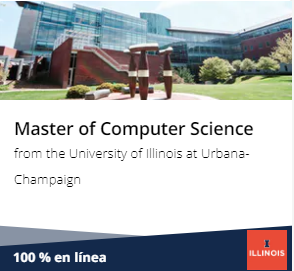 Master of Computer Science
from the University of Illinois at Urbana-
Champaign
100 % en línea
I
ILLINOIS